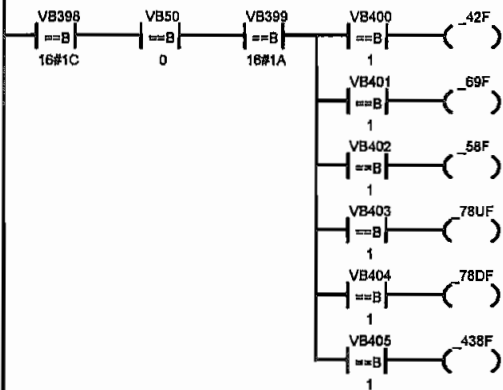 VB398 VB50 VB399 VB400 _42F
==B ==B ==B ==B
16#1C 0 16#1A 1
VB401 _69F
==B
1
VB402 _58F
==B
1
VB403 _78UF
==B
1
VB404 _78DF
==B
1
VB405 _438F
==B
1